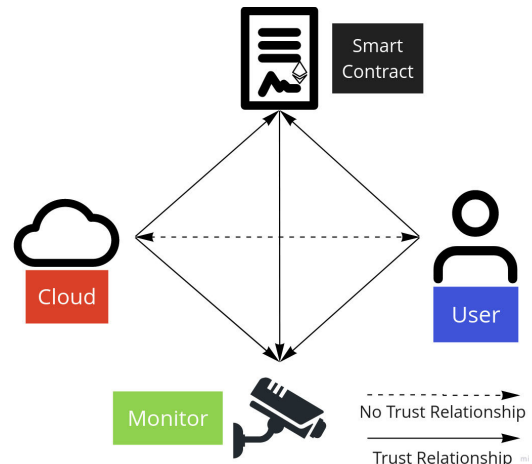 Smart
Contract
Cloud
User
Monitor
No Trust Relationship
Trust Relationship